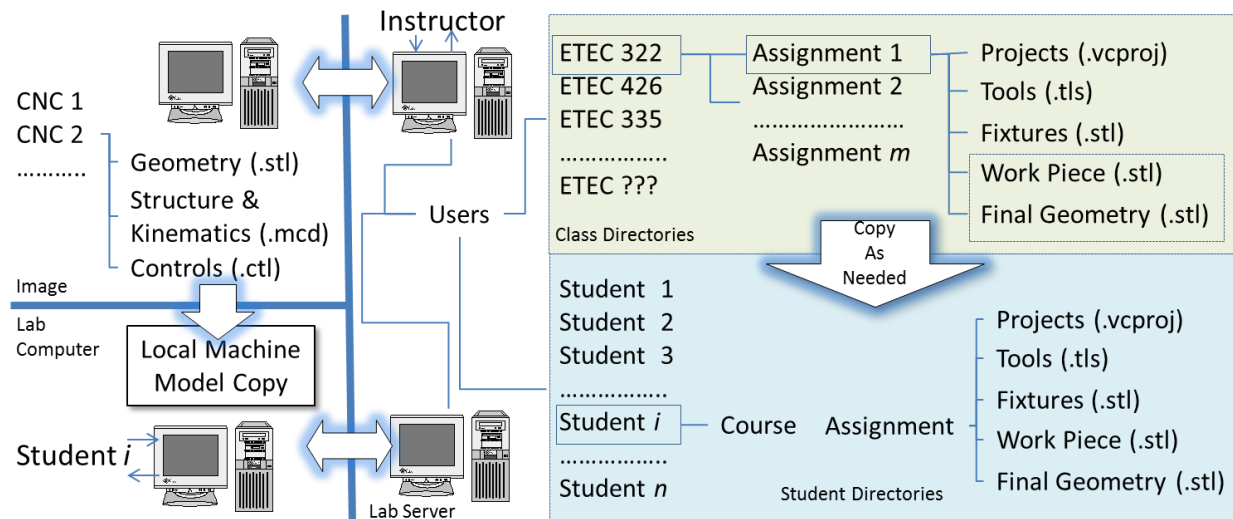 Instructor
CNC 1
CNC 2
………..
Geometry (.stl)
Structure &
Kinematics (.mcd)
Controls (.ctl)
Image
Lab
Computer
Local Machine
Model Copy
Student i
Lab Server
Users
ETEC 322
ETEC 426
ETEC 335
……………..
ETEC ???
Class Directories
Assignment 1
Assignment 2
…………………..
Assignment m
Projects (.vcproj)
Tools (.tls)
Fixtures (.stl)
Work Piece (.stl)
Final Geometry (.stl)
Copy
As
Needed
Student 1
Student 2
Student 3
……………..
Student i
……………..
Student n
Course
Assignment
Projects (.vcproj)
Tools (.tls)
Fixtures (.stl)
Work Piece (.stl)
Final Geometry (.stl)
Student Directories